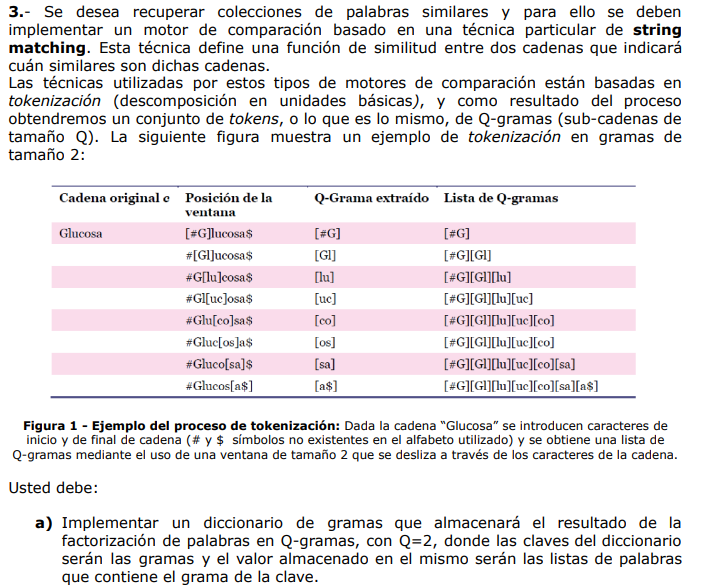 3.- Se desea recuperar colecciones de palabras similares y para ello se deben
implementar un motor de comparación basado en una técnica particular de string
matching. Esta técnica define una función de similitud entre dos cadenas que indicará
cuán similares son dichas cadenas.
Las técnicas utilizadas por estos tipos de motores de comparación están basadas en
tokenización (descomposición en unidades básicas), y como resultado del proceso
obtendremos un conjunto de tokens, o lo que es lo mismo, de Q-grams (sub-cadenas de
tamaño Q). La siguiente figura muestra un ejemplo de tokenización en gramas de
tamaño 2:
Cadena original c Posición de la ventana Q-Grama extraído Lista de Q-gramas
Glucosa [#G]lucosa$ [#G] [#G]
#[Gl]ucosa$ [Gl] [#G][Gl]
#G[lu]cosa$ [lu] [#G][Gl][lu]
#Gl[uc]osa$ [uc] [#G][Gl][lu][uc]
#Glu[co]sa$ [co] [#G][Gl][lu][uc][co]
#Gluc[os]a$ [os] [#G][Gl][lu][uc][co]
#Gluco[sa]$ [sa] [#G][Gl][lu][uc][co][sa]
#Glucos[a$] [a$] [#G][Gl][lu][uc][co][sa][a$]
Figura 1 - Ejemplo del proceso de tokenización: Dada la cadena "Glucosa" se introducen caracteres de
inicio y de final de cadena (# y $ símbolos no existentes en el alfabeto utilizado) y se obtiene una lista de
Q-gramas mediante el uso de una ventana de tamaño 2 que se desliza a través de los caracteres de la cadena.
Usted debe:
a) Implementar un diccionario de gramas que almacenará el resultado de la
factorización de palabras en Q-grams, con Q=2, donde las claves del diccionario
serán las gramas y el valor almacenado en el mismo serán las listas de palabras
que contiene el grama de la clave.